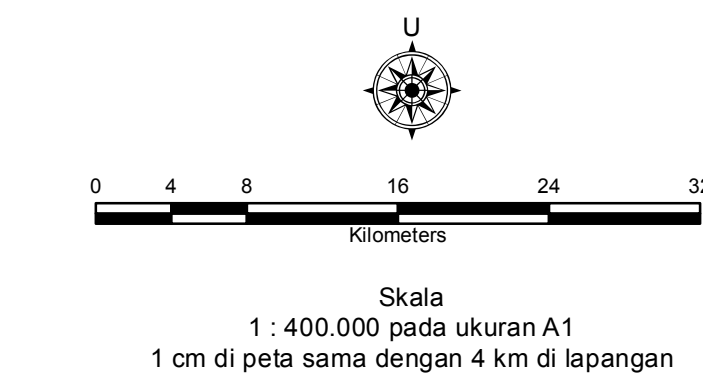 U
0 4 8 16 24 32
Kilometers
Skala
1 : 400.000 pada ukuran A1
1 cm di peta sama dengan 4 km di lapangan